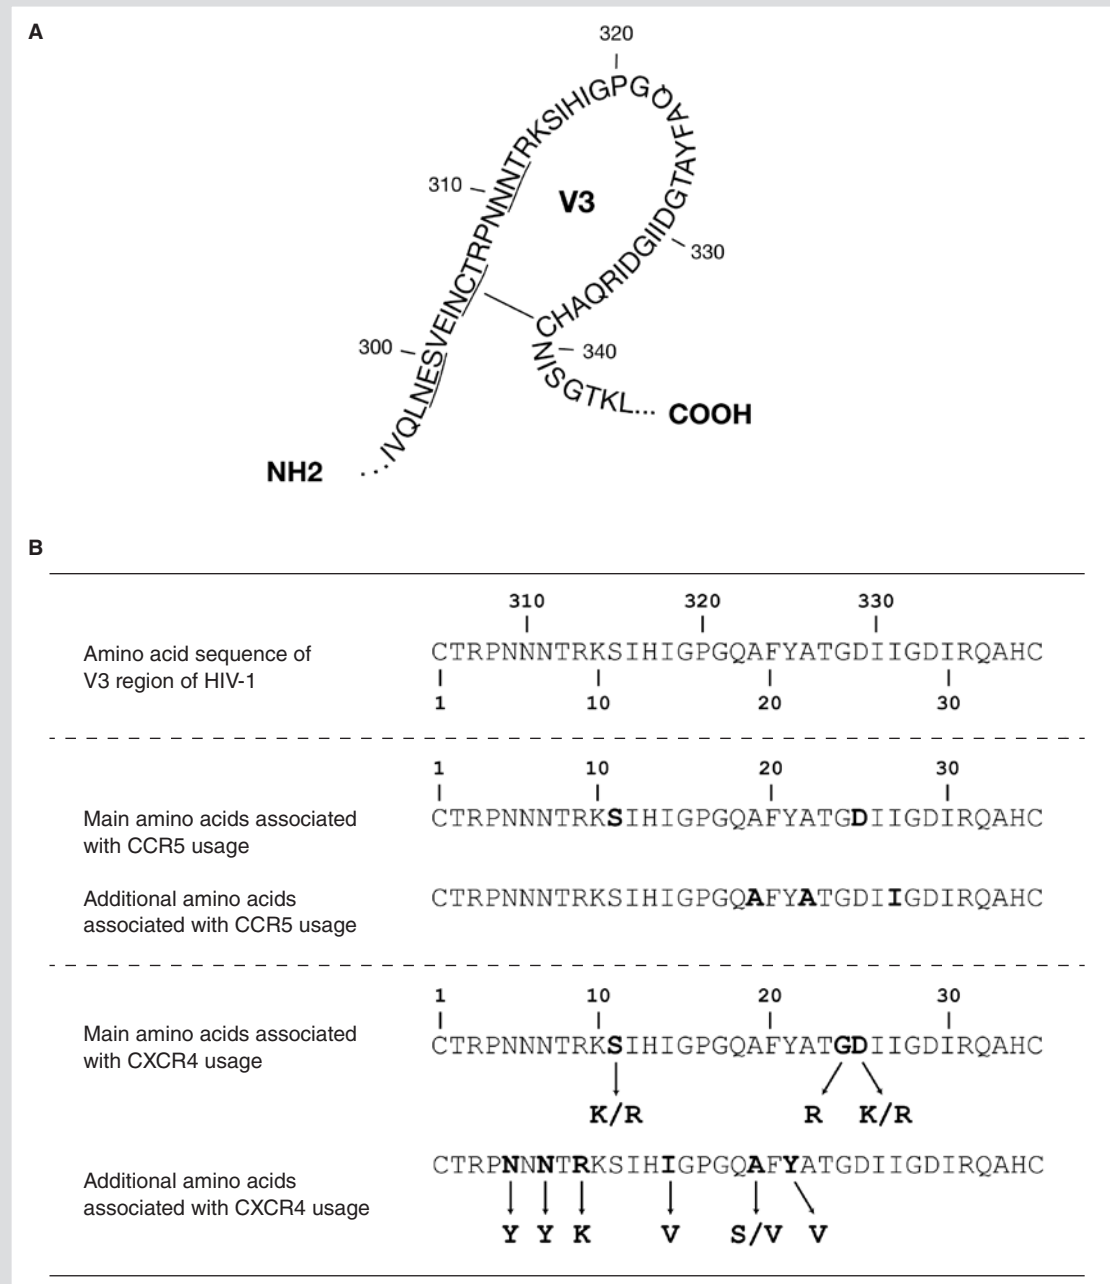 A
320
310
V3
330
300
340
...IVQLNESVEINCTRPNNNTRKSIHIGPGQAFYATGDIIGDIRQAHCNISGTKL...
COOH
NH2
B
310 320 330
Amino acid sequence of
V3 region of HIV-1
CTRPNNNTRKSIHIGPGQAFYATGDIIGDIRQAHC
1 10 20 30
1 10 20 30
Main amino acids associated
with CCR5 usage
CTRPNNNTRKSIHIGPGQAFYATGDIIGDIRQAHC
Additional amino acids
associated with CCR5 usage
CTRPNNNTRKSIHIGPGQAFYATGDIIGDIRQAHC
1 10 20 30
Main amino acids associated
with CXCR4 usage
CTRPNNNTRKSIHIGPGQAFYATGDIIGDIRQAHC
K/R R K/R
Additional amino acids
associated with CXCR4 usage
CTRPNNNTRKSIHIGPGQAFYATGDIIGDIRQAHC
Y Y K V S/V V